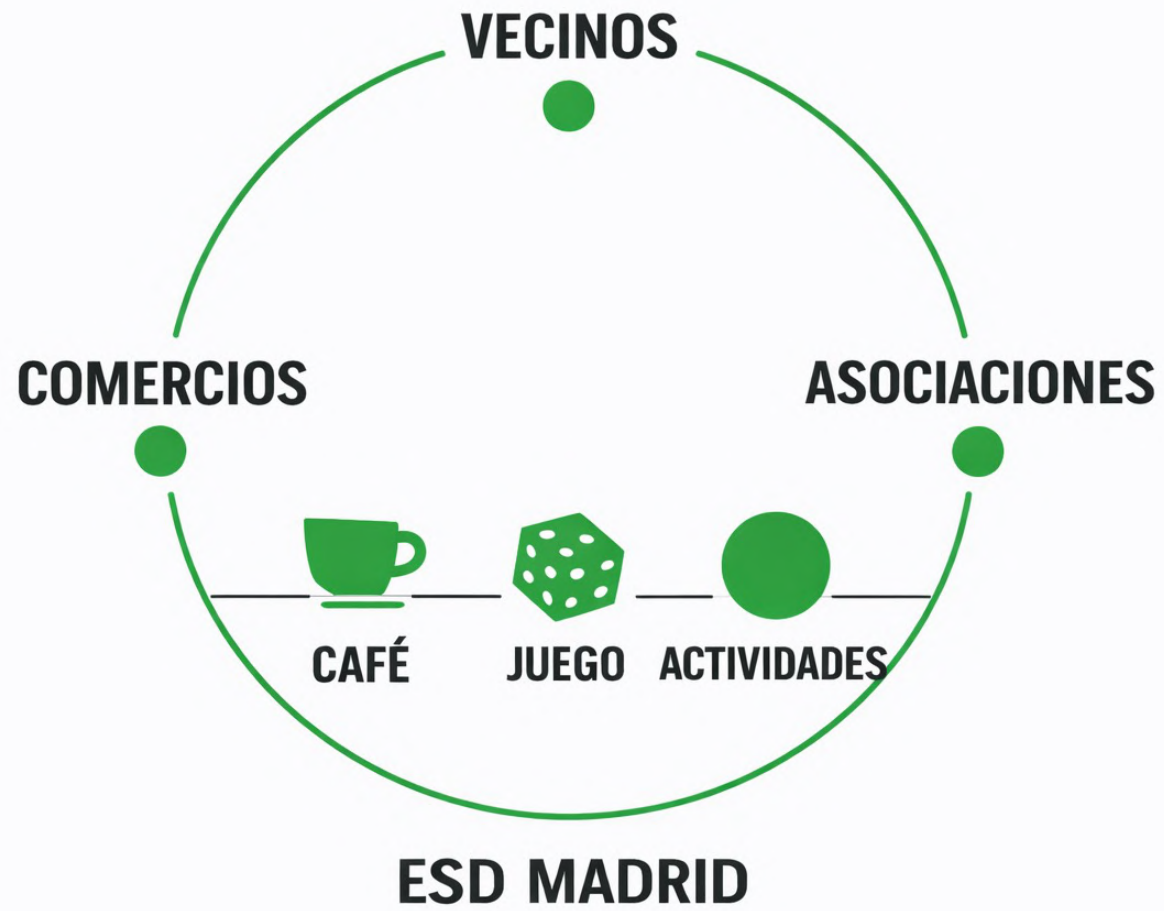 VECINOS
COMERCIOS
ASOCIACIONES
CAFÉ
JUEGO
ACTIVIDADES
ESD MADRID